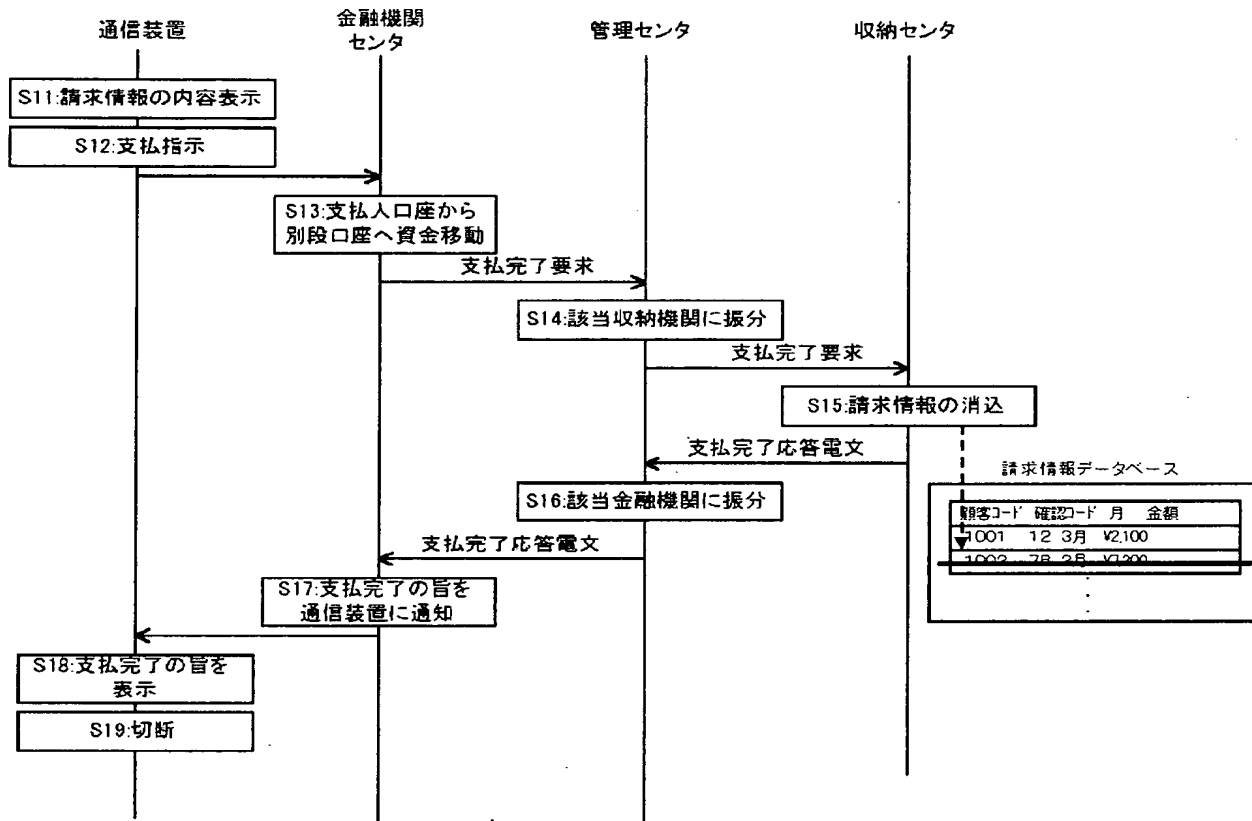 通信装置
金融機関
センタ
管理センタ
収納センタ
S11:請求情報の内容表示
S12:支払指示
S13:支払人口座から
別段口座へ資金移動
支払完了要求
S14:該当収納機関に振分
支払完了要求
S15:請求情報の消込
支払完了応答電文
請求情報データベース
S16:該当金融機関に振分
顧客コード 確認コード 月 金額
1001 12 3月 ¥2,100
支払完了応答電文
1002 78 3月
S17:支払完了の旨を
通信装置に通知
S18:支払完了の旨を
表示
S19:切断